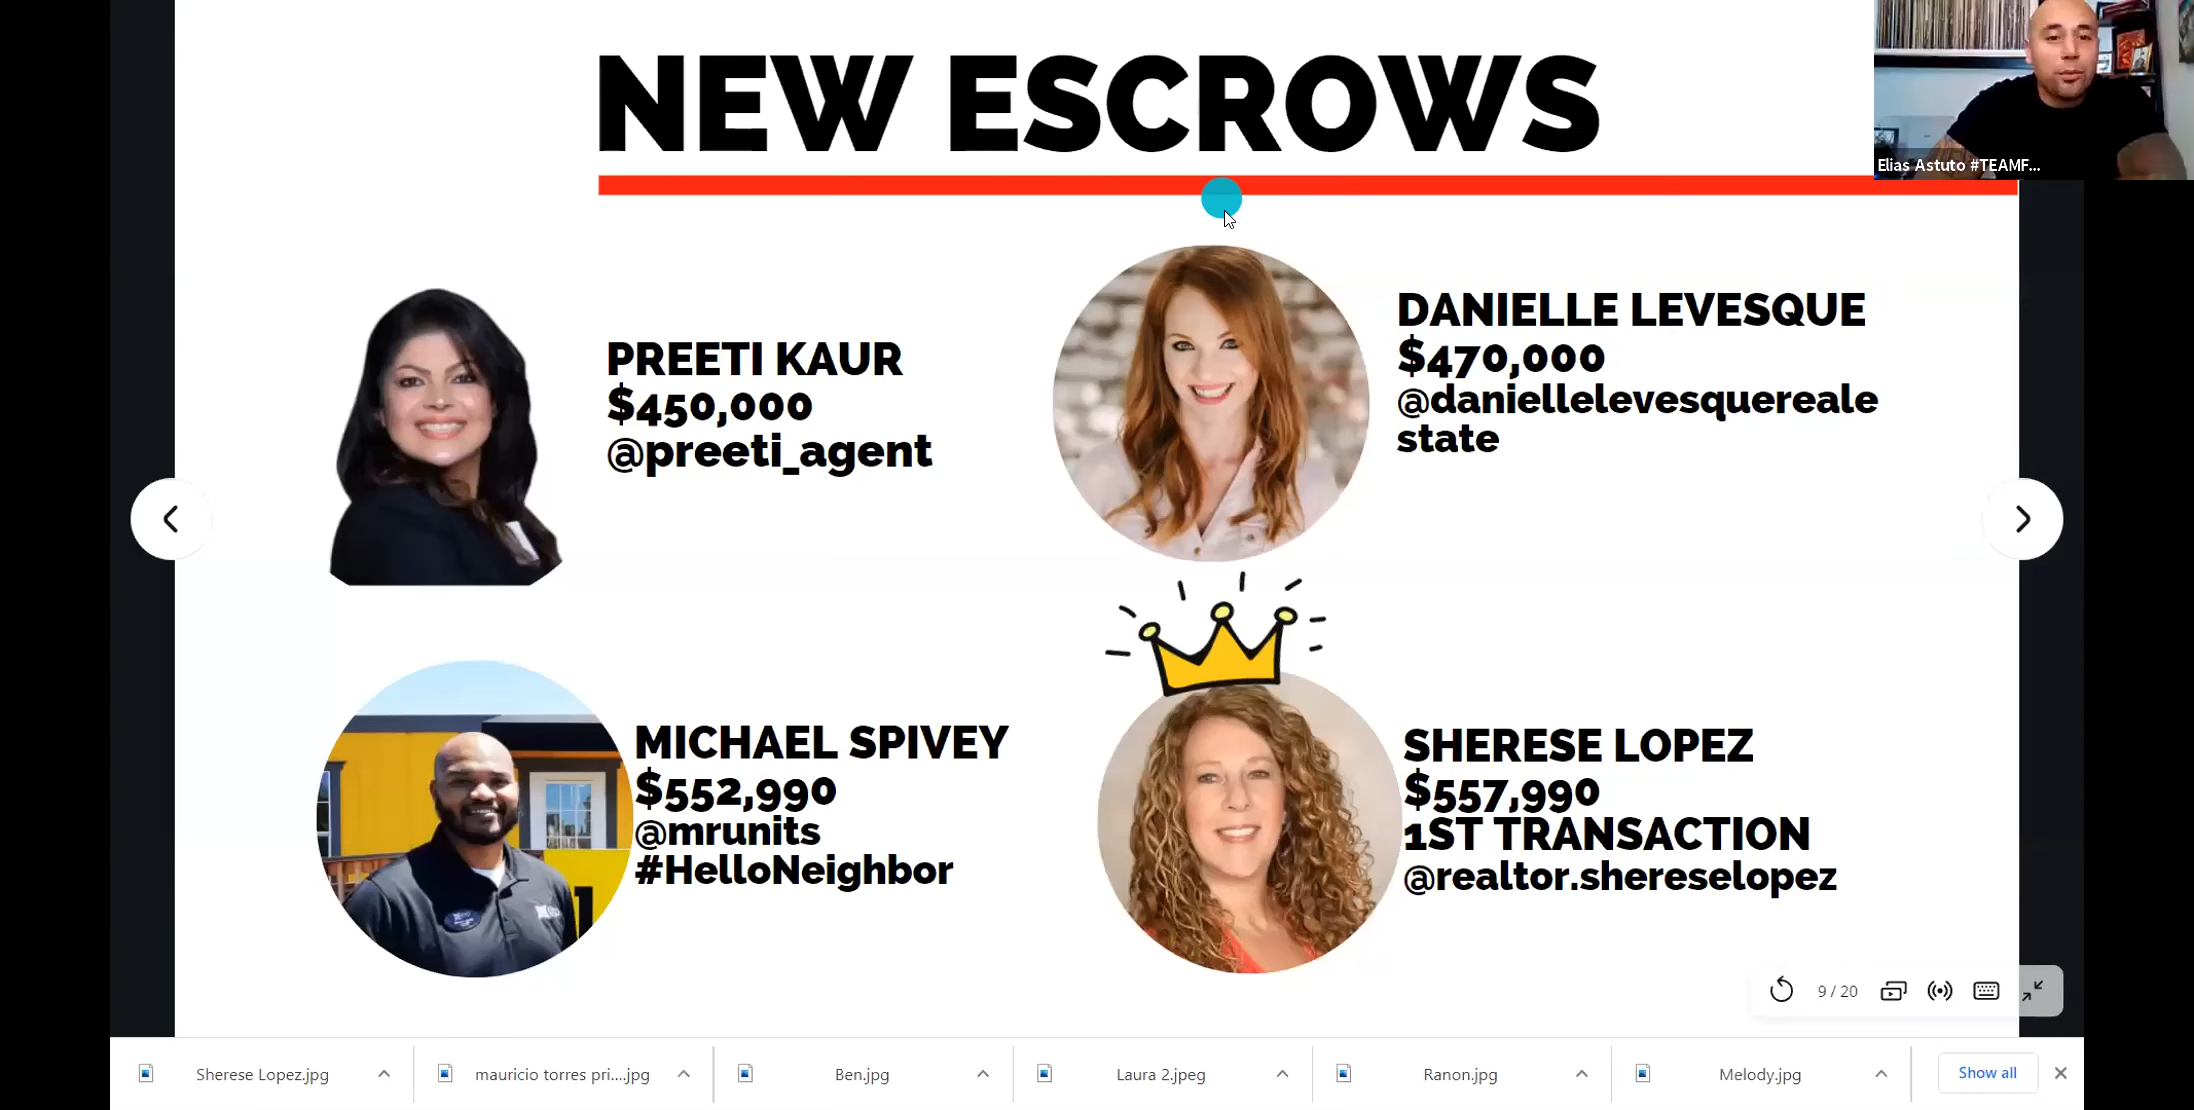 NEW ESCROWS
Elias Astuto #TEAMF...
PREETI KAUR
$450,000
@preeti_agent
DANIELLE LEVESQUE
$470,000
@daniellelevesquereale
state
MICHAEL SPIVEY
$552,990
@mrunits
#HelloNeighbor
SHERESE LOPEZ
$557,990
1ST TRANSACTION
@realtor.shereselopez
9 / 20
Sherese Lopez.jpg
mauricio torres pri....jpg
Ben.jpg
Laura 2.jpeg
Ranon.jpg
Melody.jpg
Show all